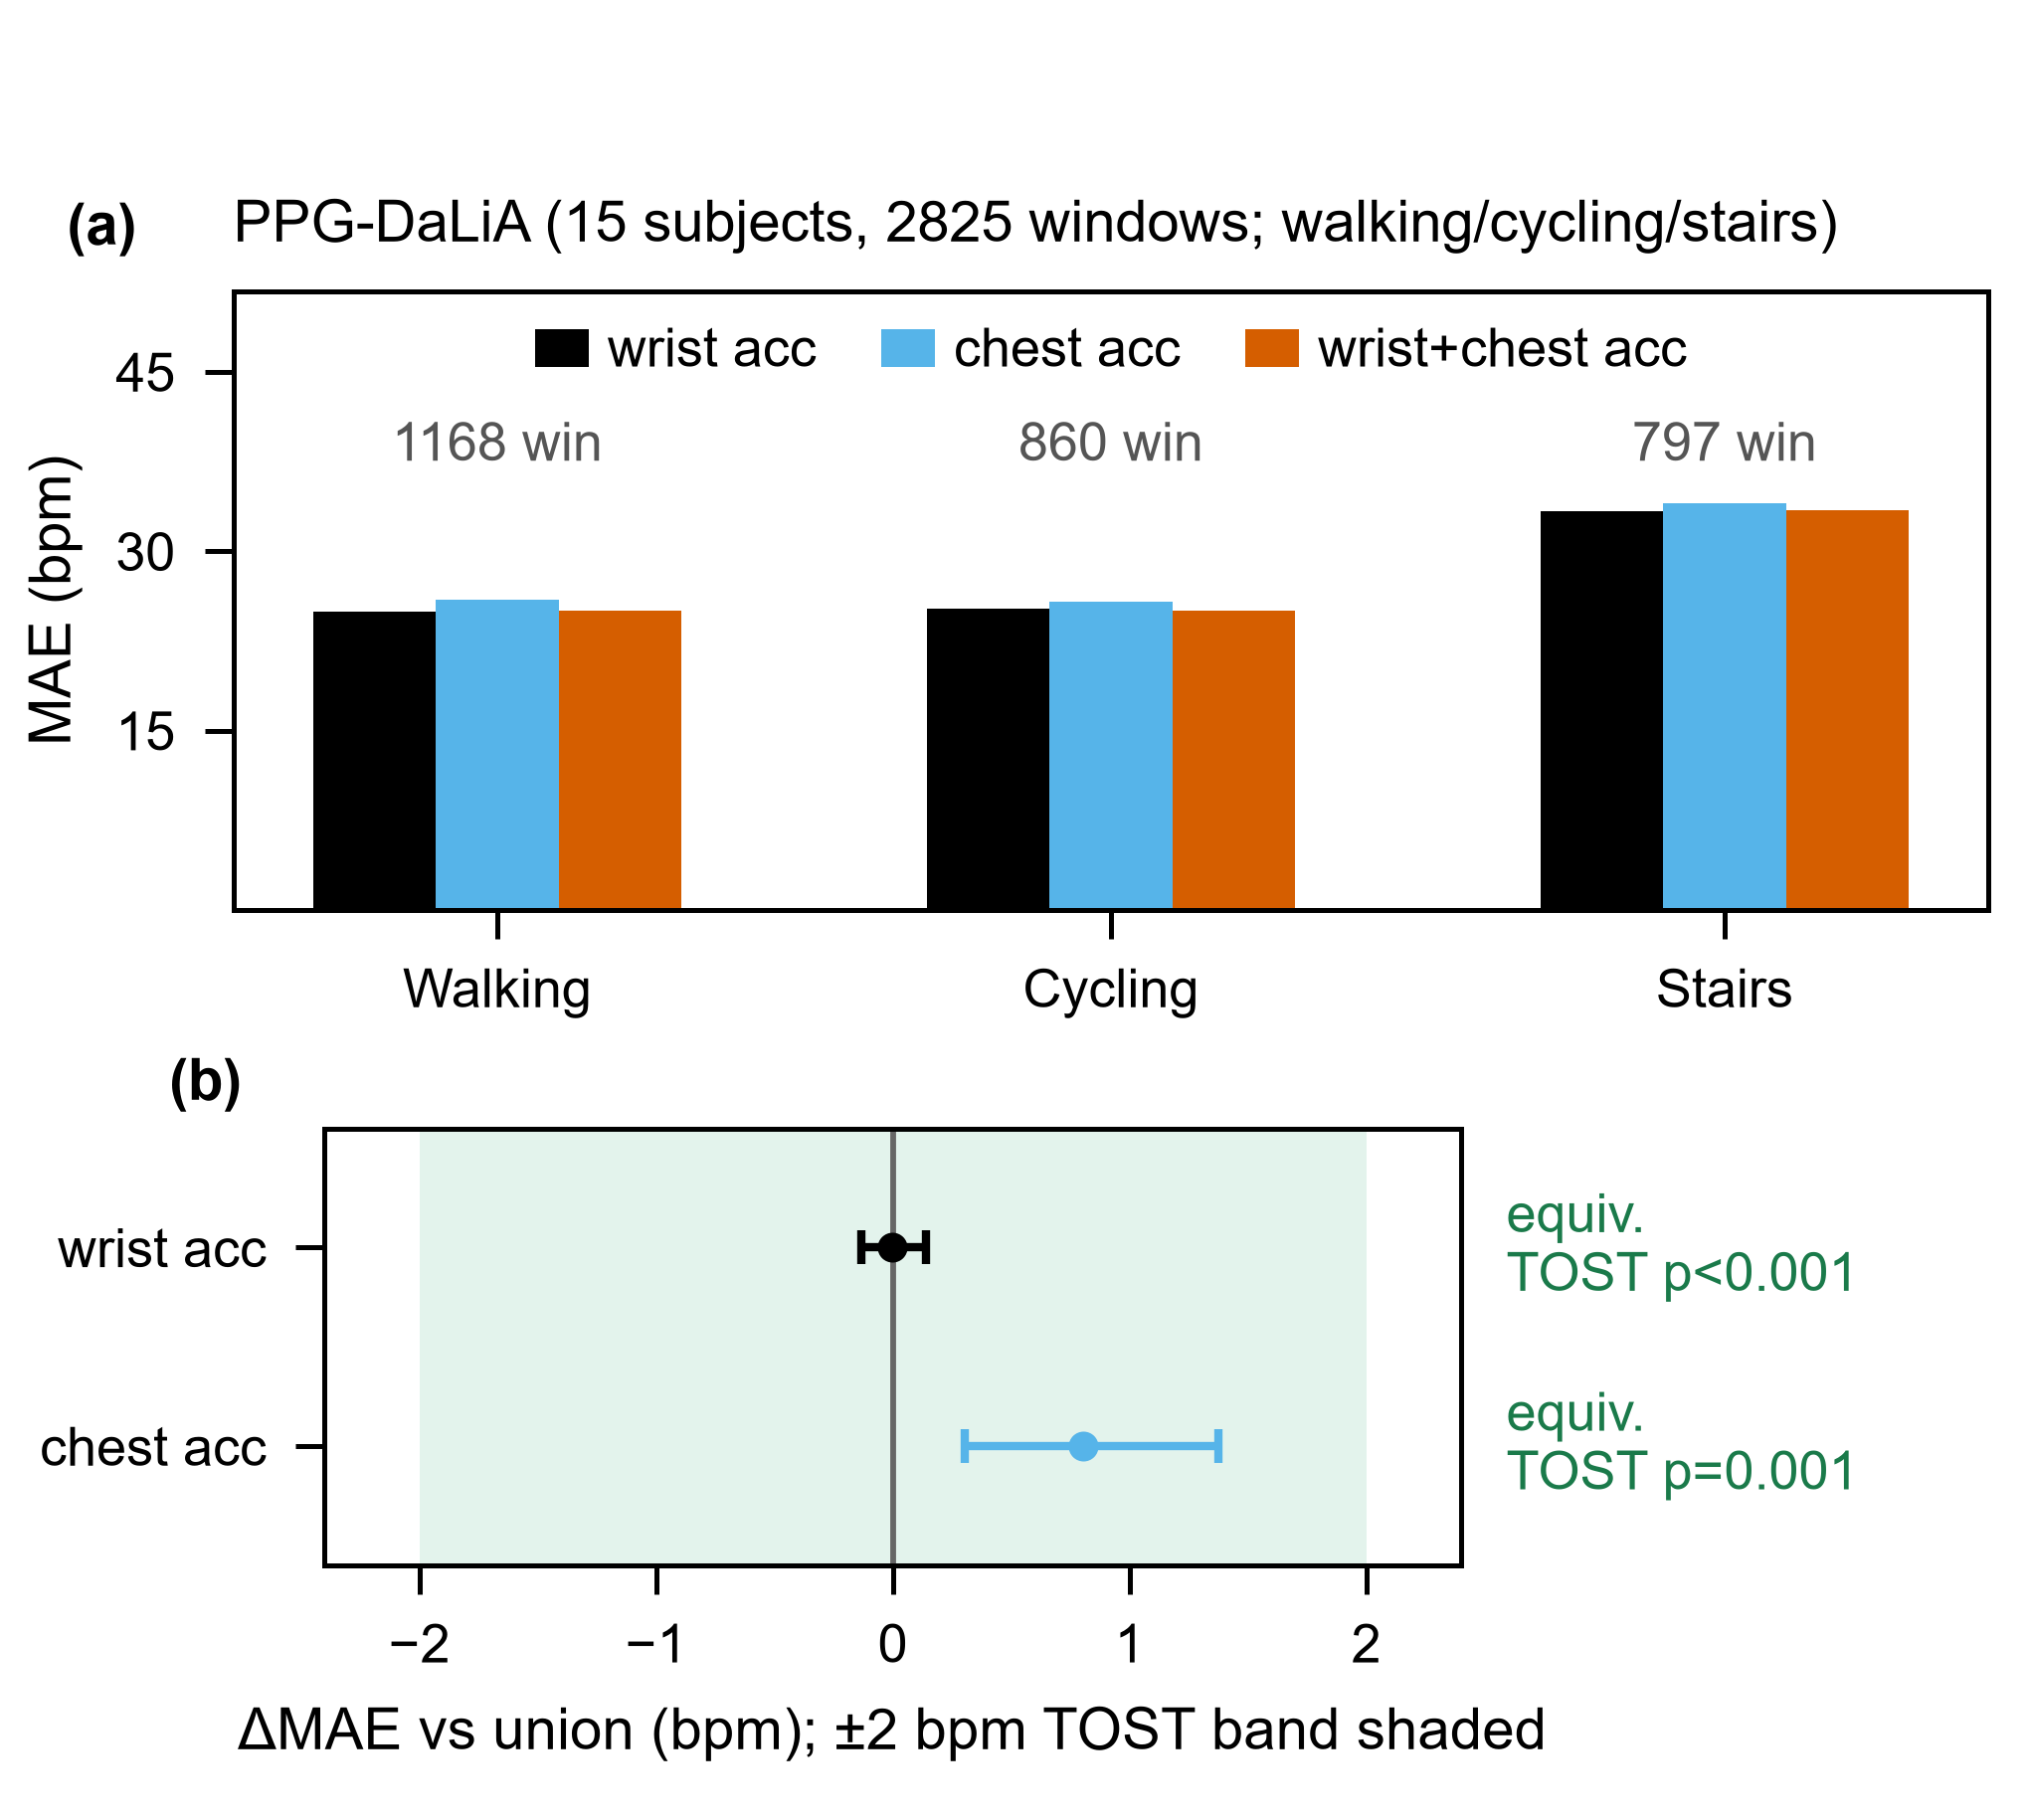 (a) PPG-DaLiA (15 subjects, 2825 windows; walking/cycling/stairs)
wrist acc chest acc wrist+chest acc
1168 win 860 win 797 win
MAE (bpm)
45
30
15
Walking Cycling Stairs
(b)
wrist acc
chest acc
equiv.
TOST p<0.001
equiv.
TOST p=0.001
−2 −1 0 1 2
ΔMAE vs union (bpm); ±2 bpm TOST band shaded